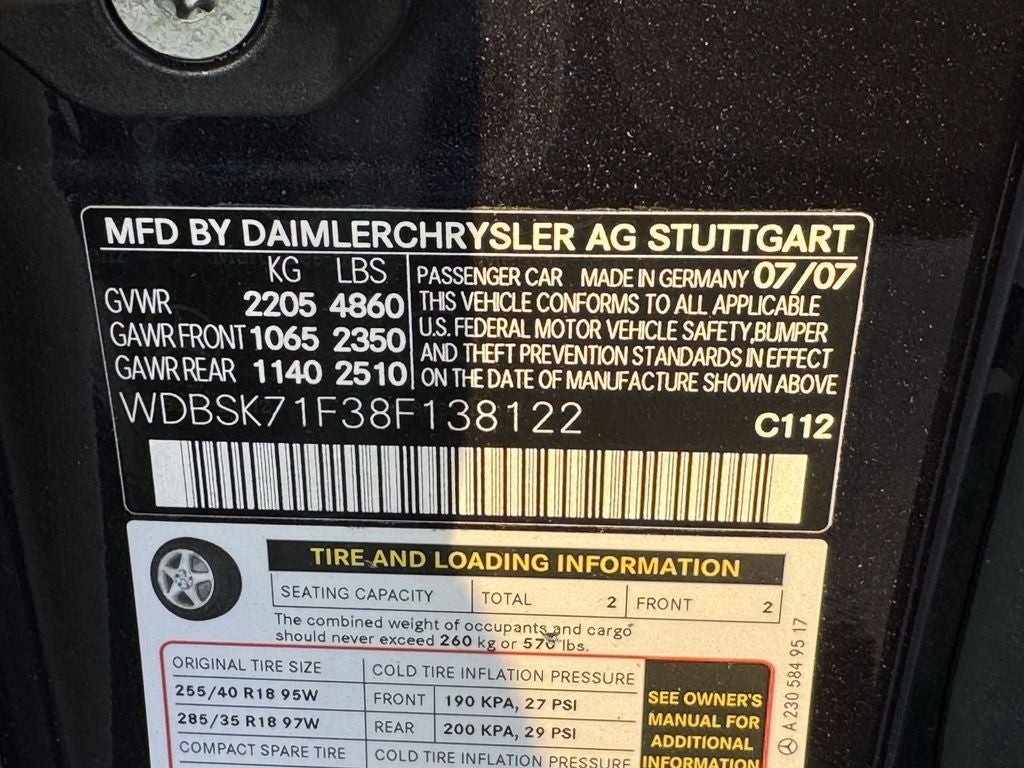 MFD BY DAIMLERCHRYSLER AG STUTTGART
KG LBS
GVWR 2205 4860
GAWR FRONT 1065 2350
GAWR REAR 1140 2510
PASSENGER CAR MADE IN GERMANY 07/07
THIS VEHICLE CONFORMS TO ALL APPLICABLE
U.S. FEDERAL MOTOR VEHICLE SAFETY,BUMPER
AND THEFT PREVENTION STANDARDS IN EFFECT
ON THE DATE OF MANUFACTURE SHOWN ABOVE
WDBSK71F38F138122 C112
TIRE AND LOADING INFORMATION
SEATING CAPACITY TOTAL 2 FRONT 2
The combined weight of occupants and cargo
should never exceed 260 kg or 570 lbs.
ORIGINAL TIRE SIZE
255/40 R18 95W
285/35 R18 97W
COMPACT SPARE TIRE
COLD TIRE INFLATION PRESSURE
FRONT 190 KPA, 27 PSI
REAR 200 KPA, 29 PSI
COLD TIRE INFLATION PRESSURE
SEE OWNER'S
MANUAL FOR
ADDITIONAL
INFORMATION
A 230 584 95 17